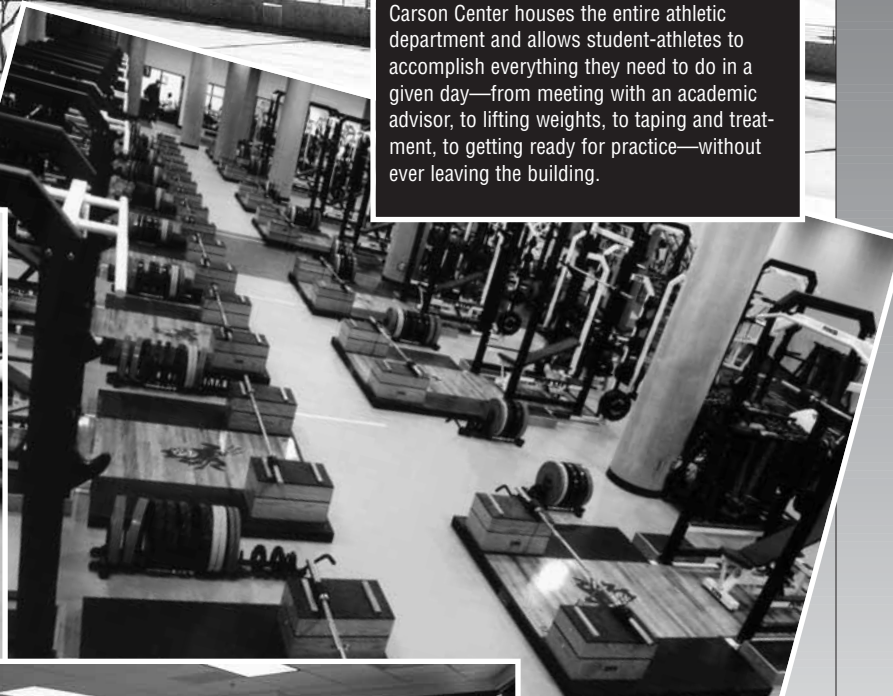 Carson Center houses the entire athletic
department and allows student-athletes to
accomplish everything they need to do in a
given day—from meeting with an academic
advisor, to lifting weights, to taping and treat-
ment, to getting ready for practice—without
ever leaving the building.